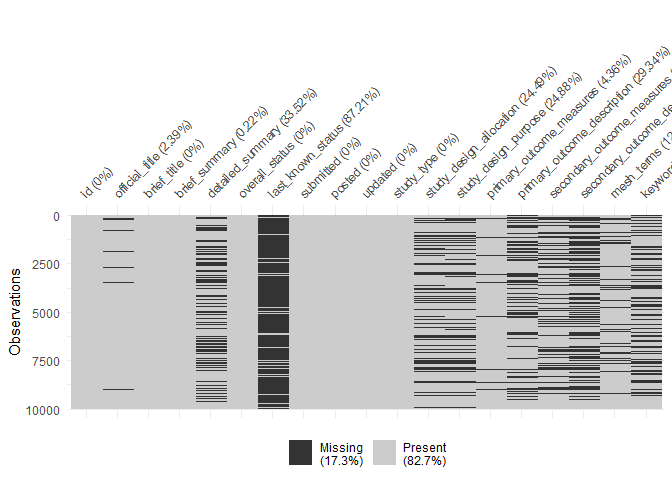 id (0%)
official_title (2.39%)
brief_title (0%)
brief_summary (0.22%)
detailed_summary (33.52%)
overall_status (0%)
last_known_status (87.21%)
submitted (0%)
posted (0%)
updated (0%)
study_type (0%)
study_design_allocation (24.49%)
study_design_purpose (24.88%)
primary_outcome_measures (4.36%)
primary_outcome_description (29.34%)
secondary_outcome_measures
secondary_outcome_de
mesh_terms (12
Keywor
0
2500
5000
7500
10000
Observations
Missing
(17.3%)
Present
(82.7%)